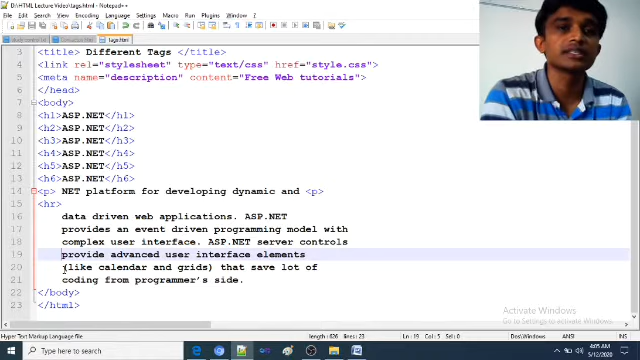 D:\HTML Lecture Video\tags.html - Notepad++
File Edit Search View Encoding Language Settings Tools Macro Run Plugins Window ?
tags.html
3 <title> Different Tags </title>
4 <link rel="stylesheet" type="text/css" href="style.css">
5 <meta name="description" content="Free Web tutorials">
6 </head>
7 <body>
8 <h1>ASP.NET</h1>
9 <h2>ASP.NET</h2>
10 <h3>ASP.NET</h3>
11 <h4>ASP.NET</h4>
12 <h5>ASP.NET</h5>
13 <h6>ASP.NET</h6>
14 <p> NET platform for developing dynamic and <p>
15 <hr>
16 data driven web applications. ASP.NET
17 provides an event driven programming model with
18 complex user interface. ASP.NET server controls
19 provide advanced user interface elements
20 (like calendar and grids) that save lot of
21 coding from programmer's side.
22 </body>
23 </html>
Activate Windows
Go to Settings to activate Windows.
Hyper Text Markup Language file length : 626 lines : 23 Ln : 19 Col : 5 Sel : 0
Type here to search
4:05 AM
5/12/2020